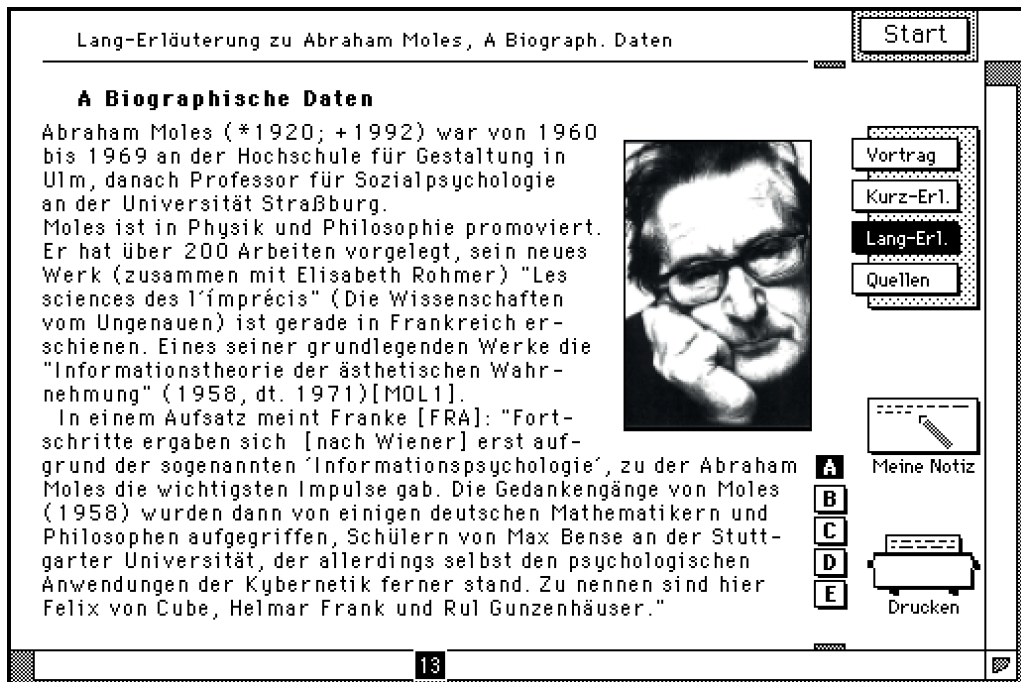 Lang-Erläuterung zu Abraham Moles, A Biograph. Daten
Start
A Biographische Daten
Abraham Moles (*1920; +1992) war von 1960
bis 1969 an der Hochschule für Gestaltung in
Ulm, danach Professor für Sozialpsychologie
an der Universität Straßburg.
Moles ist in Physik und Philosophie promoviert.
Er hat über 200 Arbeiten vorgelegt, sein neues
Werk (zusammen mit Elisabeth Rohmer) "Les
sciences des l´ímprécis" (Die Wissenschaften
vom Ungenauen) ist gerade in Frankreich er-
schienen. Eines seiner grundlegenden Werke die
"Informationstheorie der ästhetischen Wahr-
nehmung" (1958, dt. 1971)[MOL1].
In einem Aufsatz meint Franke [FRA]: "Fort-
schritte ergaben sich [nach Wiener] erst auf-
grund der sogenannten ´Informationspsychologie´, zu der Abraham
Moles die wichtigsten Impulse gab. Die Gedankengänge von Moles
(1958) wurden dann von einigen deutschen Mathematikern und
Philosophen aufgegriffen, Schülern von Max Bense an der Stutt-
garter Universität, der allerdings selbst den psychologischen
Anwendungen der Kybernetik ferner stand. Zu nennen sind hier
Felix von Cube, Helmar Frank und Rul Gunzenhäuser."
Vortrag
Kurz-Erl.
Lang-Erl.
Quellen
Meine Notiz
A
B
C
D
E
Drucken
13